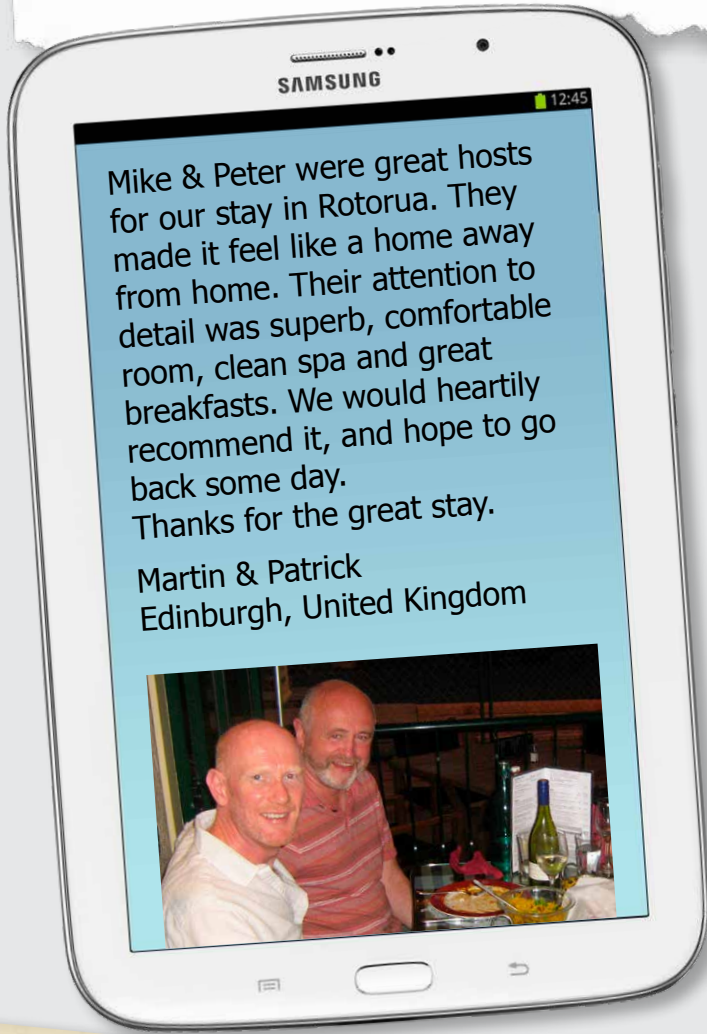 SAMSUNG
12:45
Mike & Peter were great hosts
for our stay in Rotorua. They
made it feel like a home away
from home. Their attention to
detail was superb, comfortable
room, clean spa and great
breakfasts. We would heartily
recommend it, and hope to go
back some day.
Thanks for the great stay.
Martin & Patrick
Edinburgh, United Kingdom